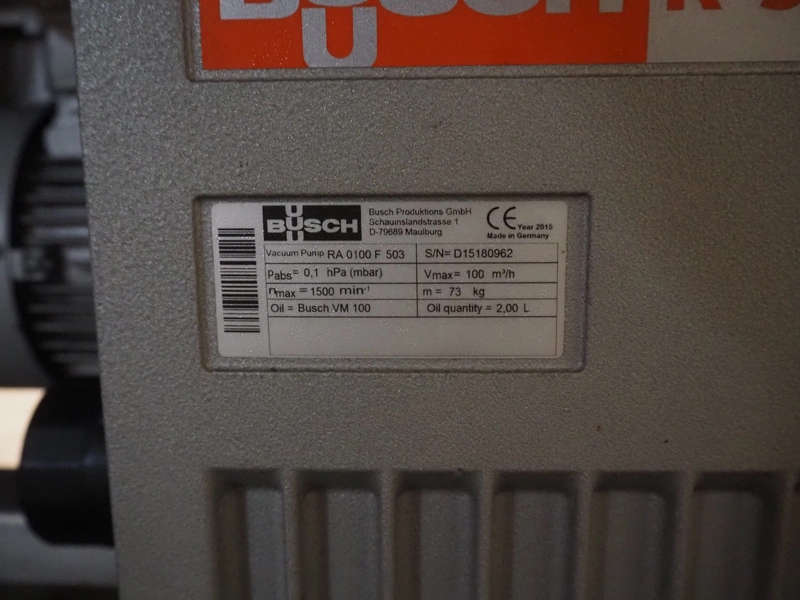 BUSCH R 5
BUSCH
Busch Produktions GmbH
Schauinslandstrasse 1
D-79689 Maulburg
CE Year 2015
Made in Germany
Vacuum Pump RA 0100 F 503 S/N= D15180962
Pabs= 0,1 hPa (mbar) Vmax= 100 m³/h
nmax = 1500 min⁻¹ m = 73 kg
Oil = Busch VM 100 Oil quantity = 2,00 L